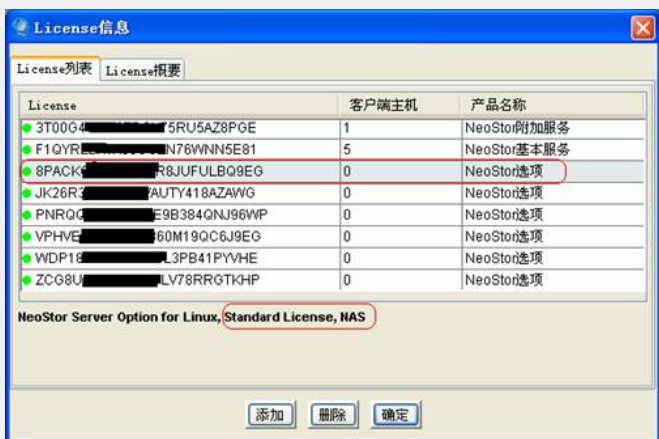 License信息
License列表 License概要
License 客户端主机 产品名称
3T00G4 5RU5AZ8PGE 1 NeoStor附加服务
F1QYR N76WNN5E81 5 NeoStor基本服务
8PACK R8JUFULBQ9EG 0 NeoStor选项
JK26R3 AUTY418AZAWG 0 NeoStor选项
PNRQ E9B384QNJ96WP 0 NeoStor选项
VPHVE 60M19QC6J9EG 0 NeoStor选项
WDP18 L3PB41PYVHE 0 NeoStor选项
ZCG8U LV78RRGTKHP 0 NeoStor选项
NeoStor Server Option for Linux, Standard License, NAS
添加 删除 确定